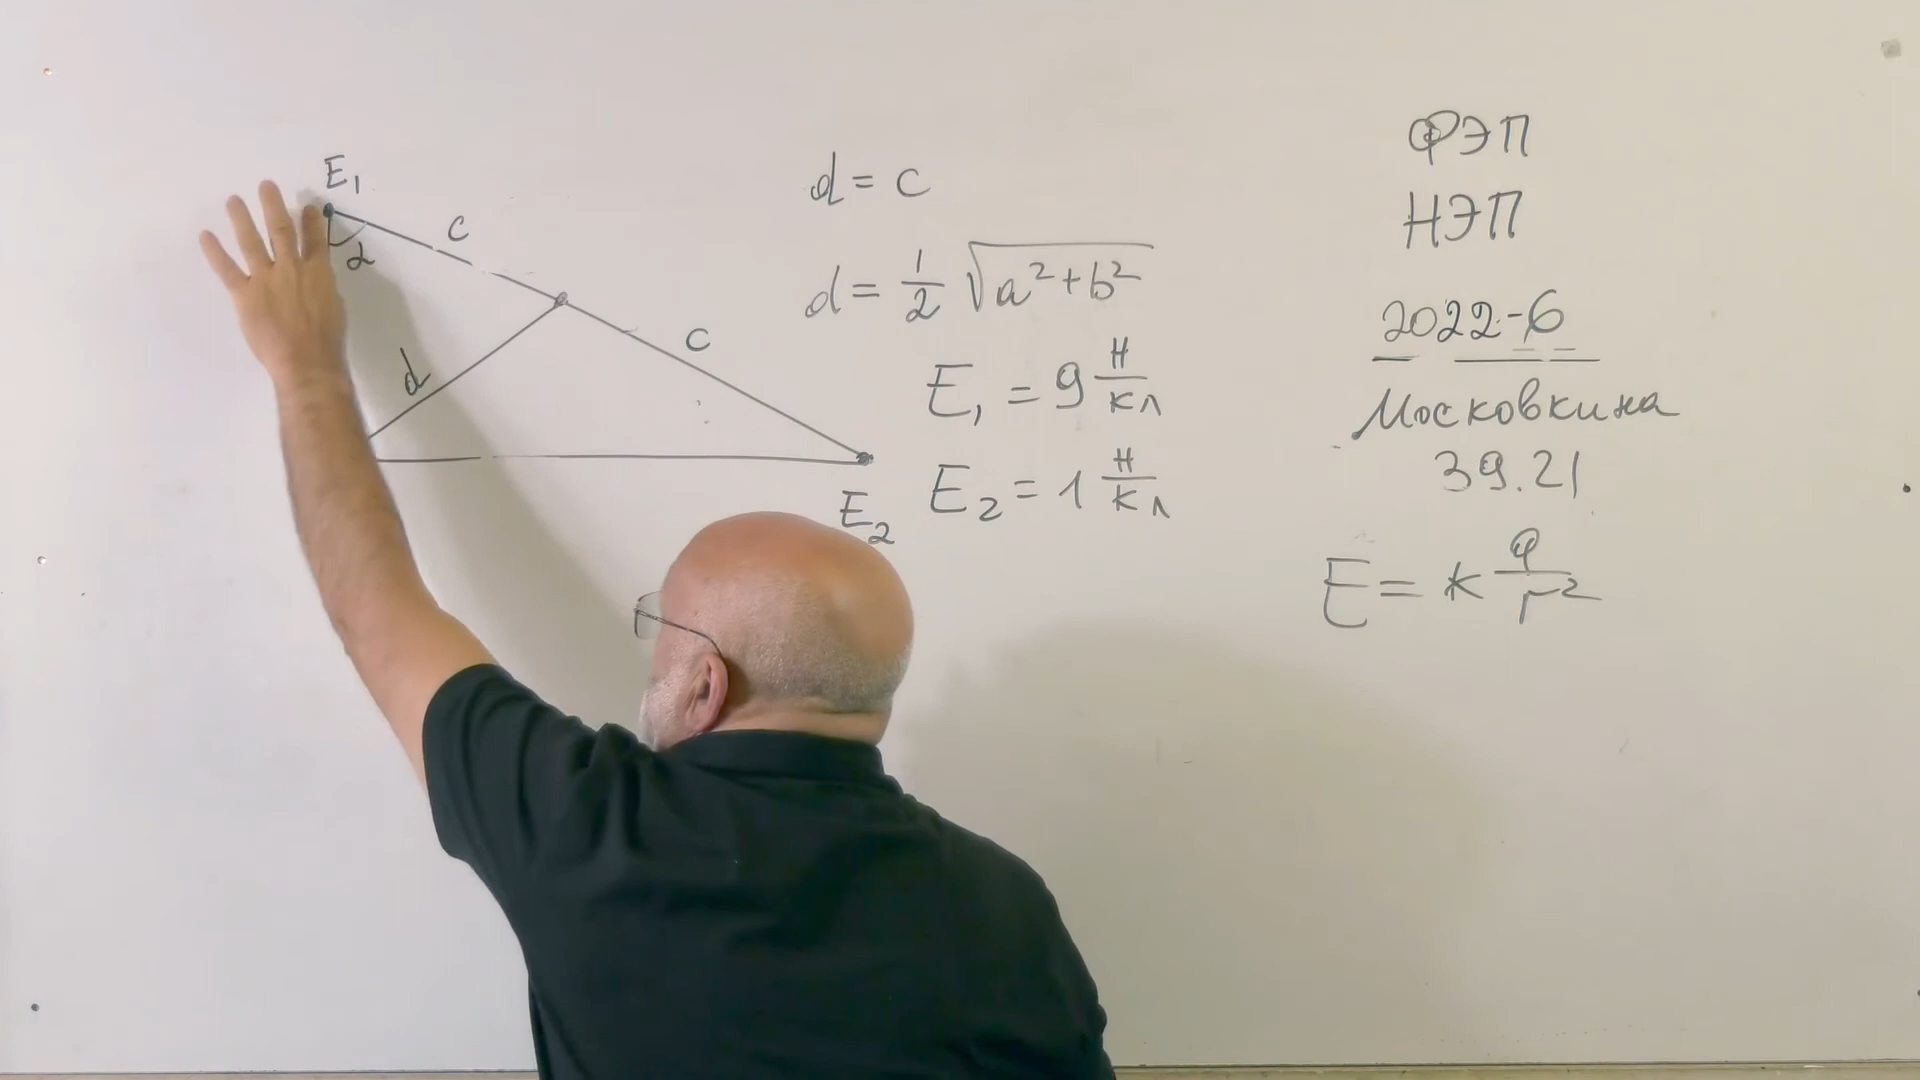 E₁
c
α
c
d
E₂
d = c
d = 1/2 √(a² + b²)
E₁ = 9 Н/Кл
E₂ = 1 Н/Кл
ФЭП
НЭП
2022-6
Московкина
39.21
E = k q/r²